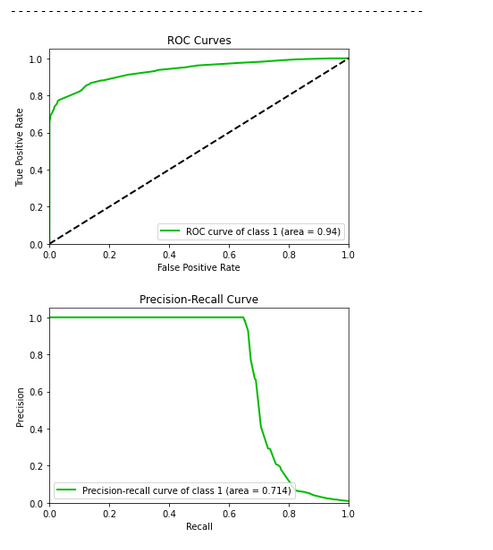 ROC Curves
1.0
0.8
0.6
0.4
0.2
0.0
True Positive Rate
ROC curve of class 1 (area = 0.94)
0.0 0.2 0.4 0.6 0.8 1.0
False Positive Rate
Precision-Recall Curve
1.0
0.8
0.6
0.4
0.2
0.0
Precision
Precision-recall curve of class 1 (area = 0.714)
0.0 0.2 0.4 0.6 0.8 1.0
Recall